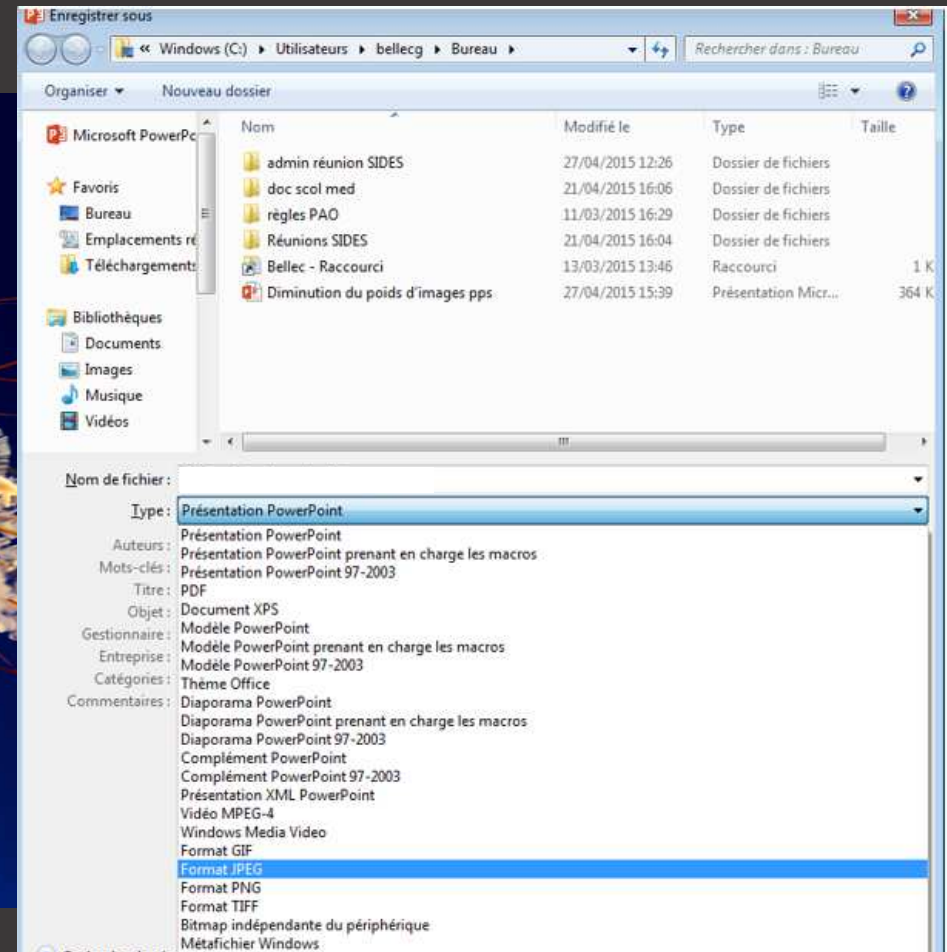 Enregistrer sous
« Windows (C:) ▸ Utilisateurs ▸ bellecg ▸ Bureau ▸ Rechercher dans : Bureau
Organiser Nouveau dossier
Microsoft PowerPc
Favoris
Bureau
Emplacements ré
Téléchargements
Bibliothèques
Documents
Images
Musique
Vidéos
Nom Modifié le Type Taille
admin réunion SIDES 27/04/2015 12:26 Dossier de fichiers
doc scol med 21/04/2015 16:06 Dossier de fichiers
règles PAO 11/03/2015 16:29 Dossier de fichiers
Réunions SIDES 21/04/2015 16:04 Dossier de fichiers
Bellec - Raccourci 13/03/2015 13:46 Raccourci 1 K
Diminution du poids d'images pps 27/04/2015 15:39 Présentation Micr... 364 K
Nom de fichier :
Type : Présentation PowerPoint
Auteurs :
Mots-clés :
Titre :
Objet :
Gestionnaire :
Entreprise :
Catégories :
Commentaires :
Présentation PowerPoint
Présentation PowerPoint prenant en charge les macros
Présentation PowerPoint 97-2003
PDF
Document XPS
Modèle PowerPoint
Modèle PowerPoint prenant en charge les macros
Modèle PowerPoint 97-2003
Thème Office
Diaporama PowerPoint
Diaporama PowerPoint prenant en charge les macros
Diaporama PowerPoint 97-2003
Complément PowerPoint
Complément PowerPoint 97-2003
Présentation XML PowerPoint
Vidéo MPEG-4
Windows Media Video
Format GIF
Format JPEG
Format PNG
Format TIFF
Bitmap indépendante du périphérique
Métafichier Windows